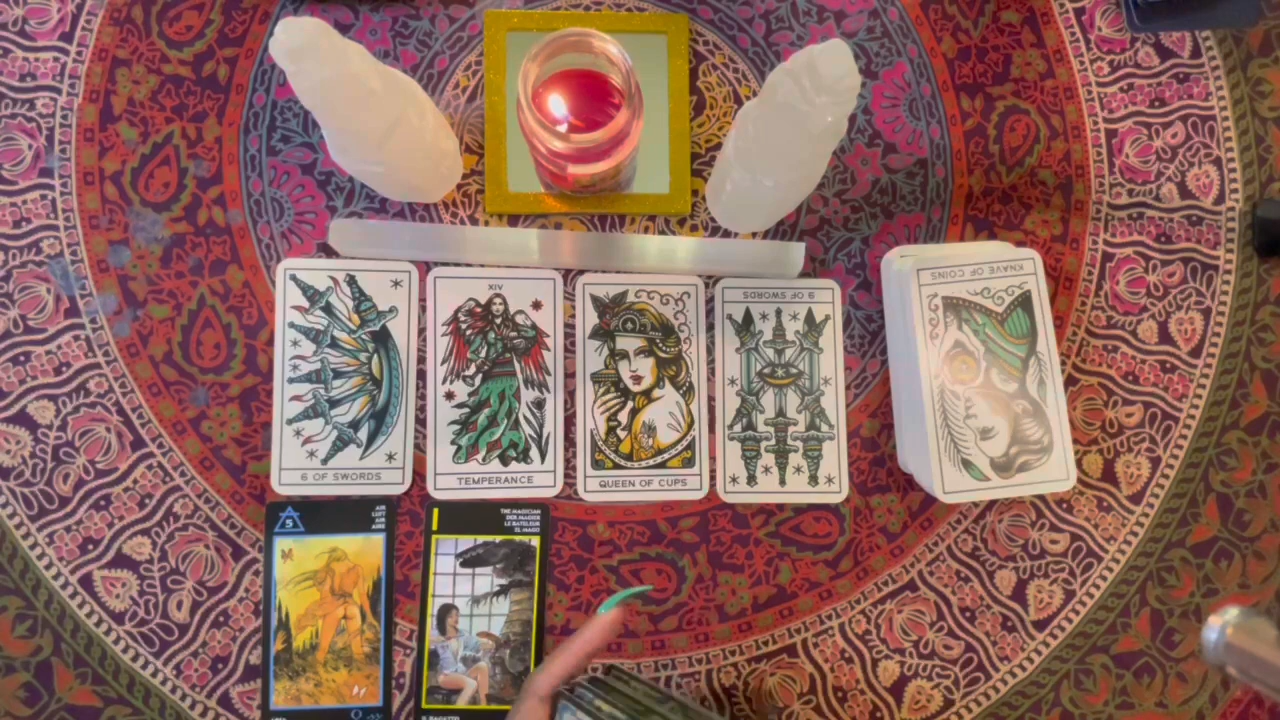 KNAVE OF COINS
XIV
9 OF SWORDS
6 OF SWORDS
TEMPERANCE
QUEEN OF CUPS
5
AIR
LUFT
AIR
AIRE
THE MAGICIAN
DER MAGIER
LE BATELEUR
EL MAGO